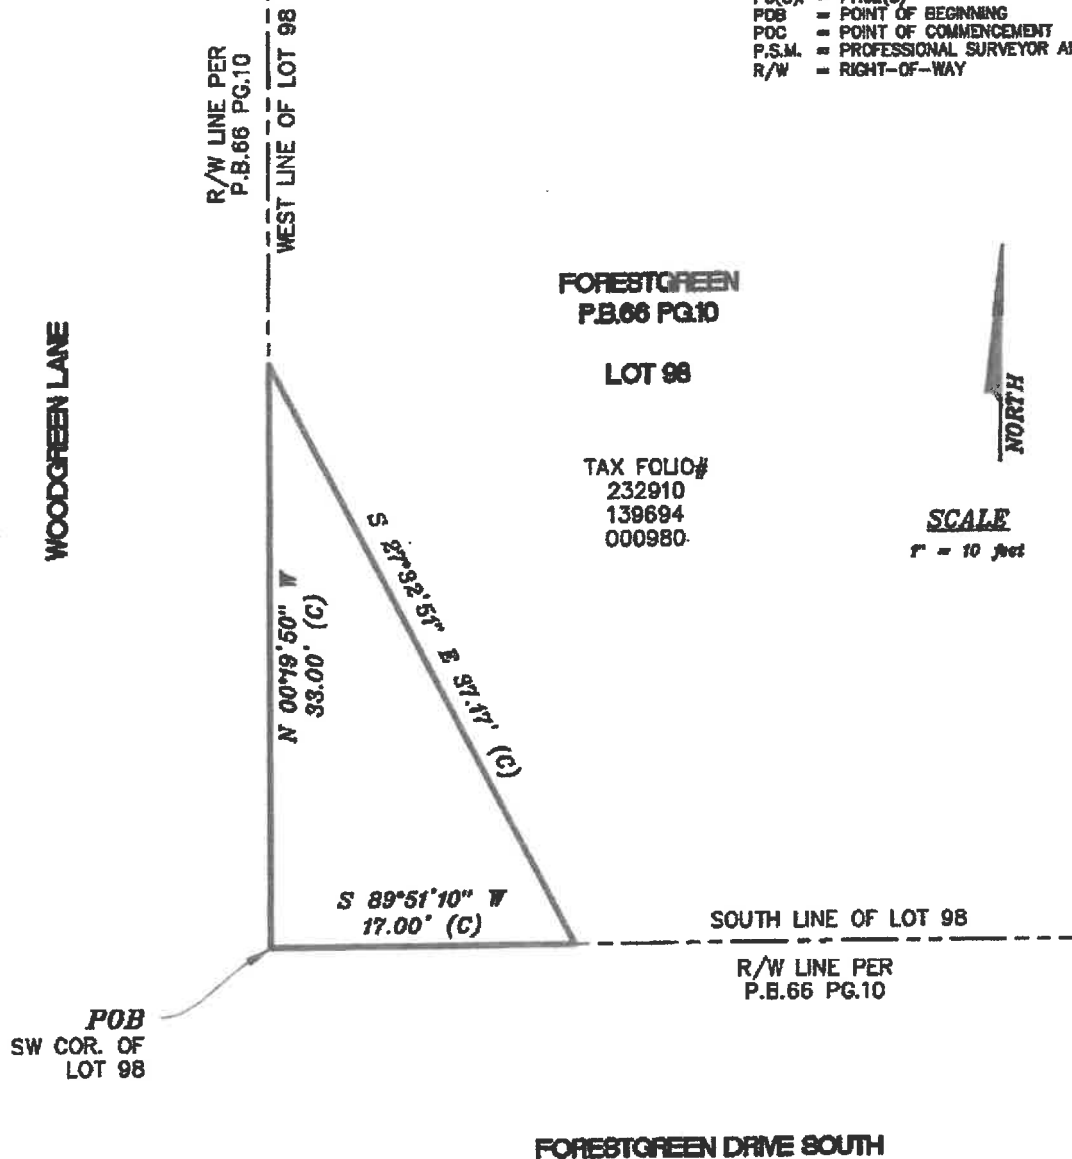 POB = POINT OF BEGINNING
POC = POINT OF COMMENCEMENT
P.S.M. = PROFESSIONAL SURVEYOR
R/W = RIGHT-OF-WAY
R/W LINE PER
P.B.66 PG.10
WEST LINE OF LOT 98
FORESTGREEN
P.B.66 PG.10
LOT 98
WOODGREEN LANE
NORTH
TAX FOLIO#
232910
139694
000980
SCALE
1" = 10 feet
N 00°19'50" W
33.00' (C)
S 27°32'51" E 37.17' (C)
S 89°51'10" W
17.00' (C)
SOUTH LINE OF LOT 98
R/W LINE PER
P.B.66 PG.10
POB
SW COR. OF
LOT 98
FORESTGREEN DRIVE SOUTH